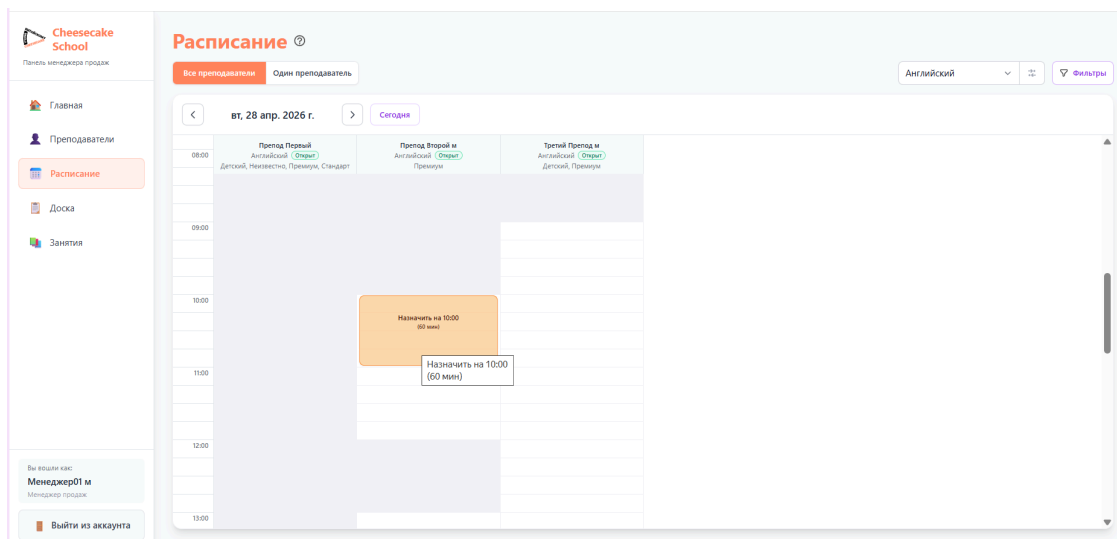 Cheesecake
School
Панель менеджера продаж
Главная
Преподаватели
Расписание
Доска
Занятия
Вы вошли как:
Менеджер01 м
Менеджер продаж
Выйти из аккаунта
Расписание
Все преподаватели
Один преподаватель
Английский
Фильтры
вт, 28 апр. 2026 г.
Сегодня
Препод Первый
Английский Открыт
Детский, Неизвестно, Премиум, Стандарт
Препод Второй м
Английский Открыт
Премиум
Третий Препод м
Английский Открыт
Детский, Премиум
08:00
09:00
10:00
Назначить на 10:00
(60 мин)
Назначить на 10:00
(60 мин)
11:00
12:00
13:00